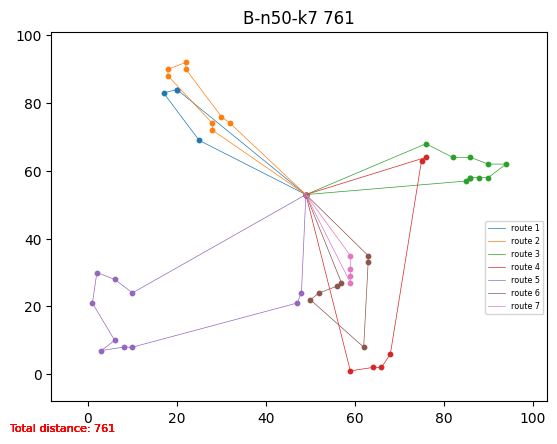 B-n50-k7 761
100
80
60
40
20
0
0 20 40 60 80 100
route 1
route 2
route 3
route 4
route 5
route 6
route 7
Total distance: 761